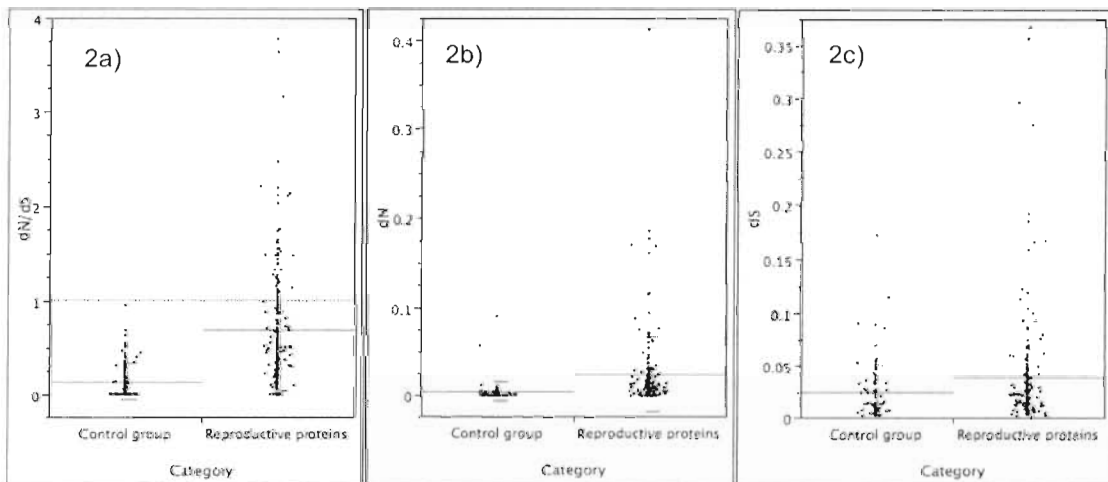 2a)
4
3
2
1
0
dN/dS
Control group
Reproductive proteins
Category
2b)
0.4
0.3
0.2
0.1
0
dN
Control group
Reproductive proteins
Category
2c)
0.35
0.3
0.25
0.2
0.15
0.1
0.05
0
dS
Control group
Reproductive proteins
Category